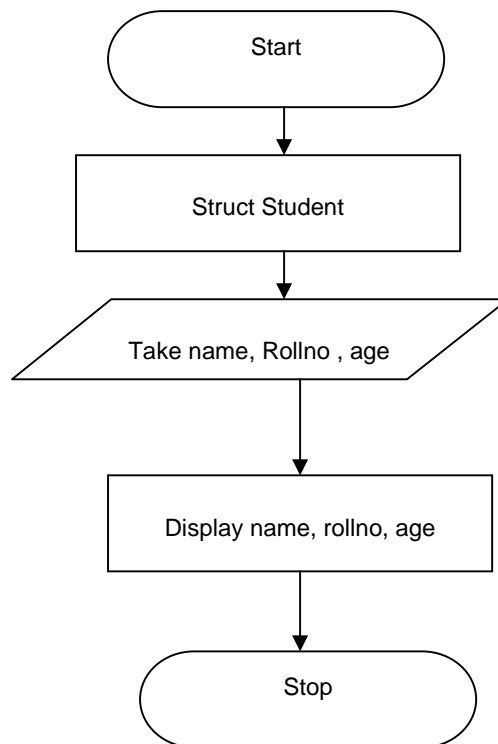 Start
Struct Student
Take name, Rollno , age
Display name, rollno, age
Stop